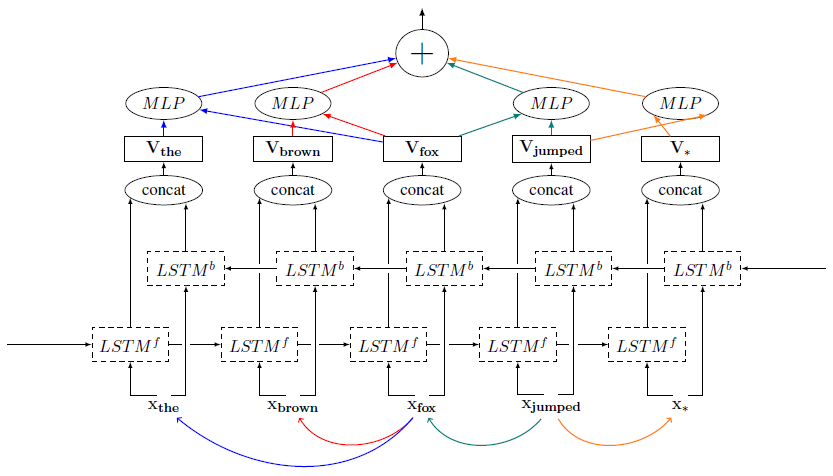 +
MLP MLP MLP MLP
V_the V_brown V_fox V_jumped V_*
concat concat concat concat concat
LSTM^b LSTM^b LSTM^b LSTM^b LSTM^b
LSTM^f LSTM^f LSTM^f LSTM^f LSTM^f
x_the x_brown x_fox x_jumped x_*